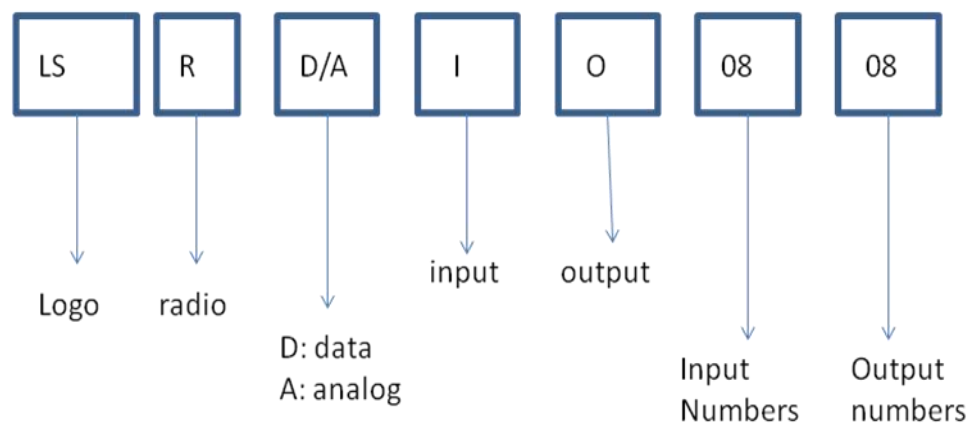 LS R D/A I O 08 08
input output
Logo radio
D: data
A: analog
Input Output
Numbers numbers